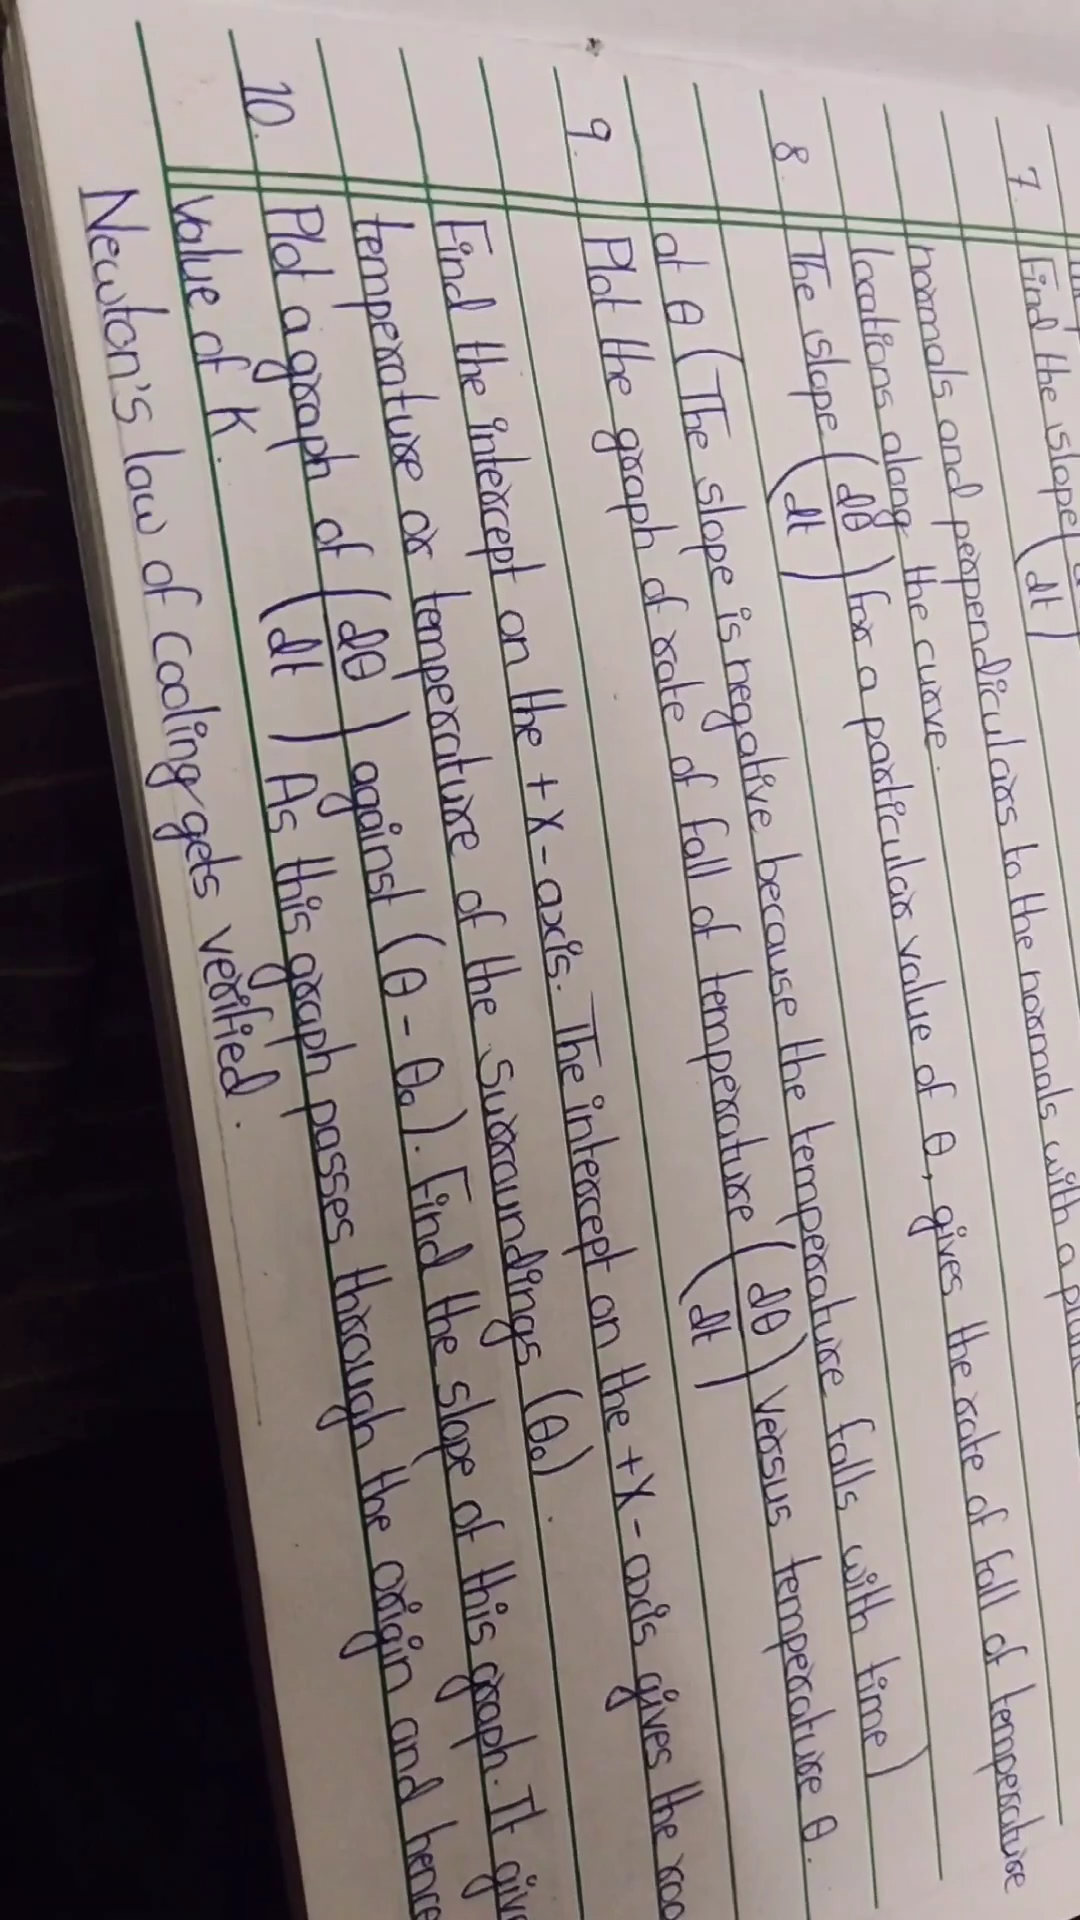 7. Find the slope (dθ/dt)
normals and perpendiculars to the normals with a
locations along the curve.
8. The slope (dθ/dt) for a particular value of θ, gives the rate of fall of temperature
at θ (The slope is negative because the temperature falls with time)
9. Plot the graph of rate of fall of temperature (dθ/dt) versus temperature θ.
Find the intercept on the +X-axis. The intercept on the +X-axis gives the
temperature or temperature of the surroundings (θ₀).
10. Plot a graph of (dθ/dt) against (θ - θ₀). Find the slope of this graph. It
value of K. As this graph passes through the origin and hence
Newton's law of cooling gets verified.